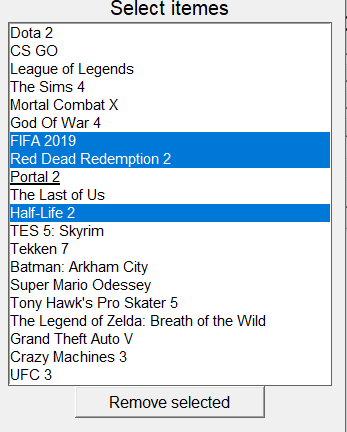 Select itemes
Dota 2
CS GO
League of Legends
The Sims 4
Mortal Combat X
God Of War 4
FIFA 2019
Red Dead Redemption 2
Portal 2
The Last of Us
Half-Life 2
TES 5: Skyrim
Tekken 7
Batman: Arkham City
Super Mario Odessey
Tony Hawk's Pro Skater 5
The Legend of Zelda: Breath of the Wild
Grand Theft Auto V
Crazy Machines 3
UFC 3
Remove selected